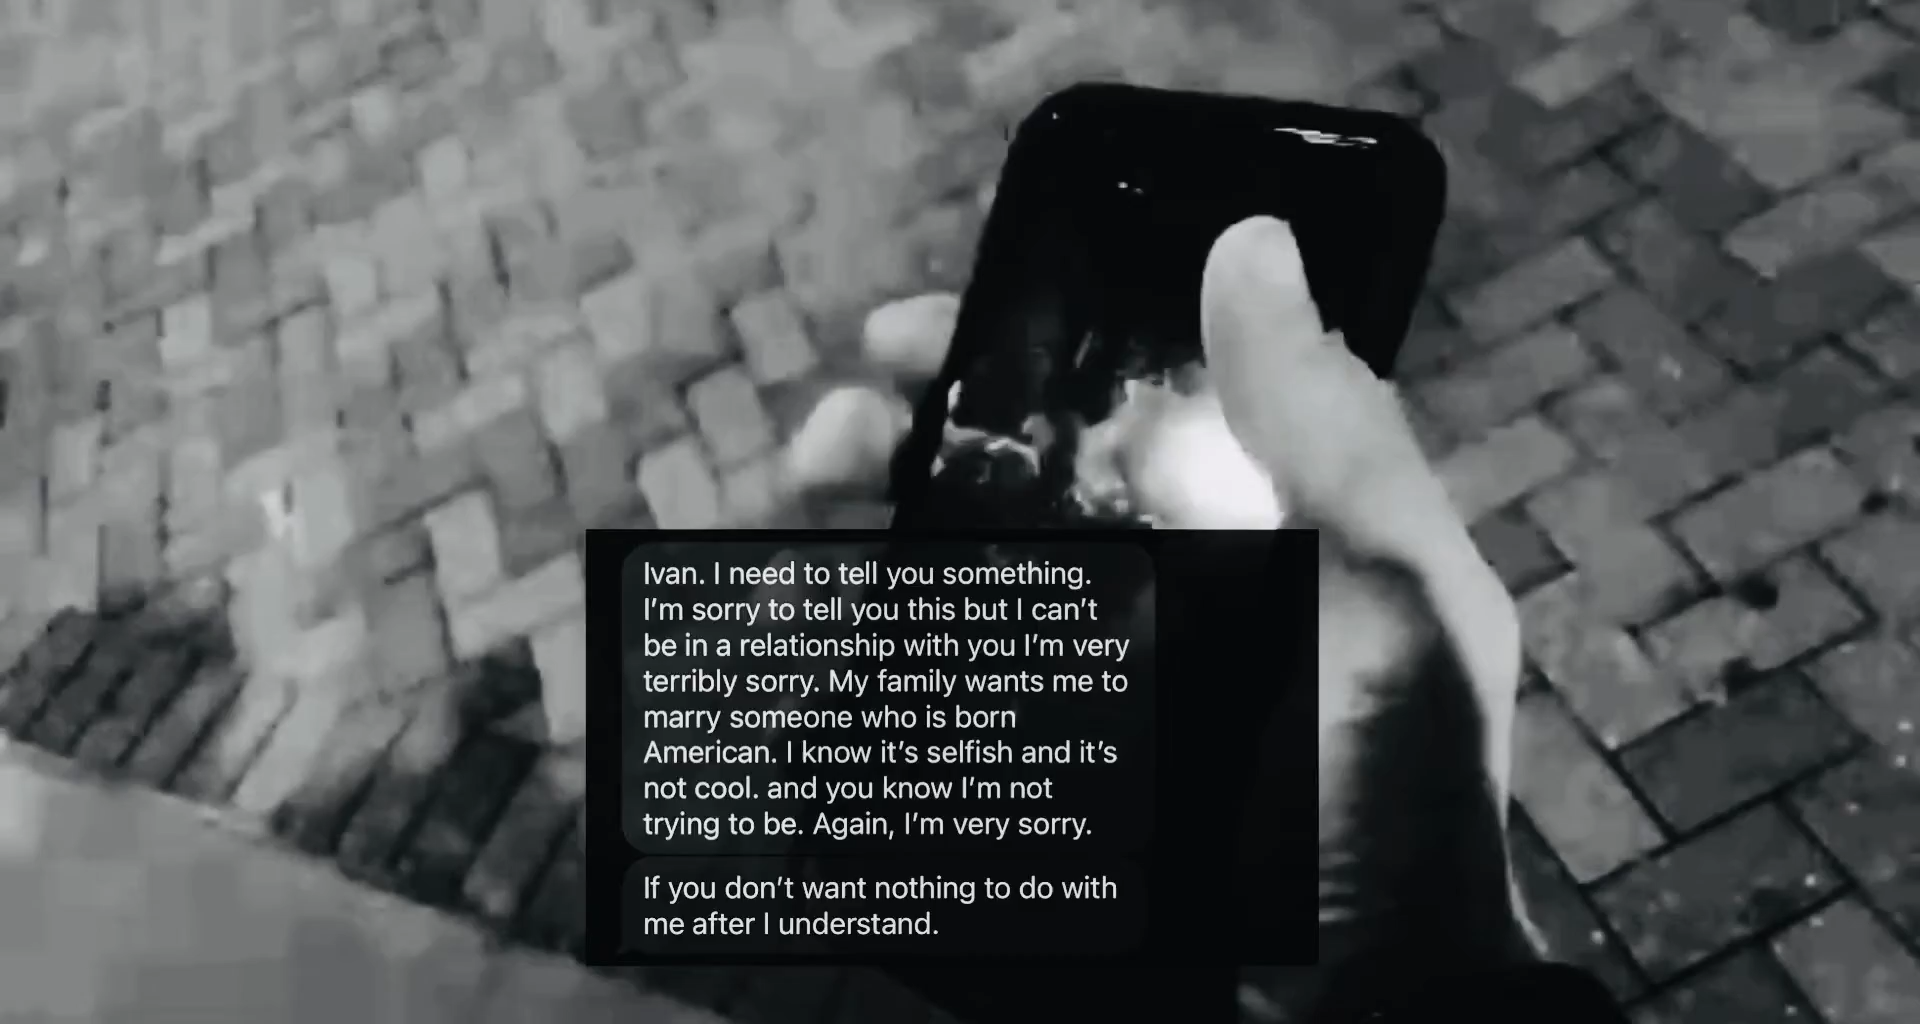 Ivan. I need to tell you something.
I'm sorry to tell you this but I can't
be in a relationship with you I'm very
terribly sorry. My family wants me to
marry someone who is born
American. I know it's selfish and it's
not cool. and you know I'm not
trying to be. Again, I'm very sorry.
If you don't want nothing to do with
me after I understand.